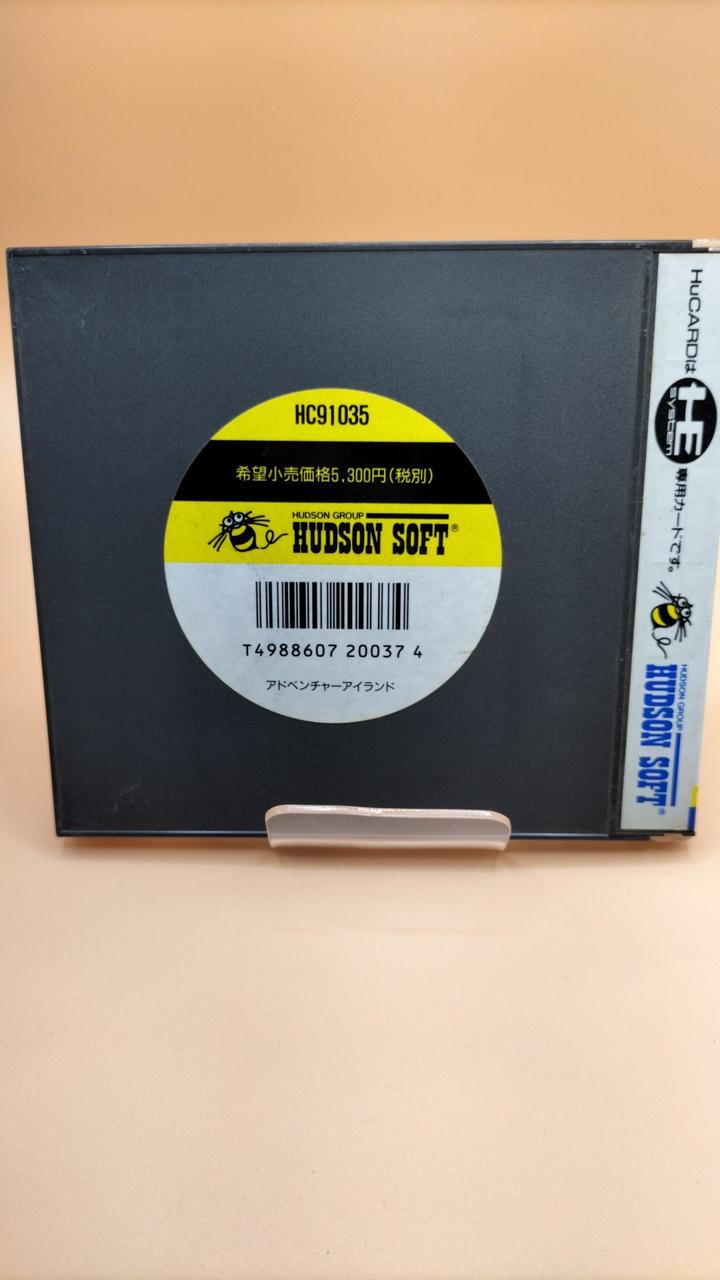 HC91035
希望小売価格5,300円(税別)
HUDSON GROUP
HUDSON SOFT®
T4988607 20037 4
アドベンチャーアイランド
HuCARDは
HE
SYSTEM
専用カードです。
HUDSON GROUP
HUDSON SOFT®